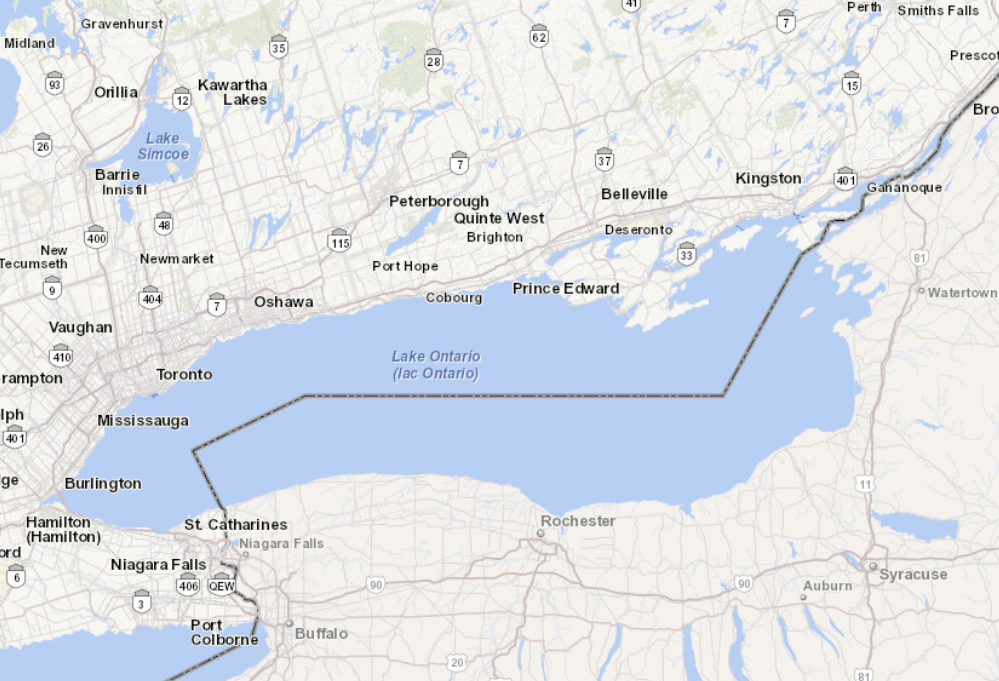 Gravenhurst
41
7
Perth
Smiths Falls
62
Midland
35
28
Prescot
93
Orillia
12
Kawartha
Lakes
15
Bro
26
Lake
Simcoe
7
37
Barrie
Innisfil
Kingston
401
Gananoque
Peterborough
Belleville
48
Quinte West
Brighton
Deseronto
400
115
33
New
Tecumseth
Newmarket
Port Hope
81
9
404
7
Oshawa
Cobourg
Prince Edward
Watertown
Vaughan
410
Lake Ontario
(lac Ontario)
rampton
Toronto
lph
401
Mississauga
ge
Burlington
11
Hamilton
(Hamilton)
St. Catharines
Rochester
ord
Niagara Falls
Niagara Falls
6
406
QEW
90
90
Syracuse
Auburn
3
Port
Colborne
Buffalo
20
81